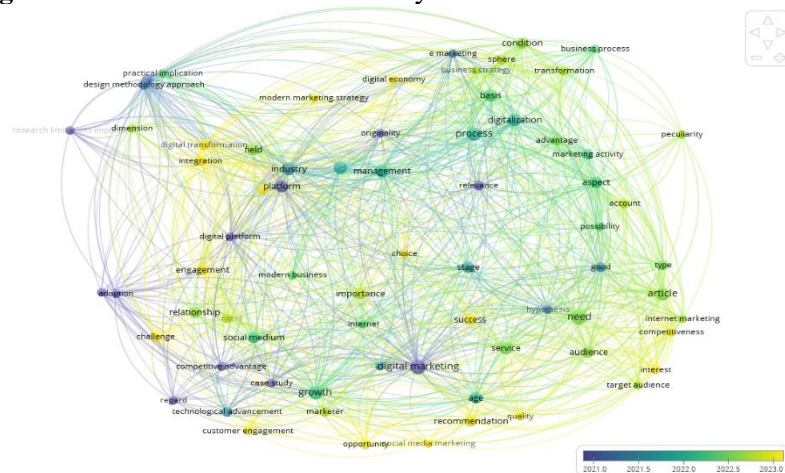 condition
e marketing
business process
sphere
business strategy
transformation
practical implication
design methodology approach
digital economy
modern marketing strategy
basis
digitalization
research limitations
dimension
originality
process
peculiarity
digital transformation
field
advantage
integration
marketing activity
industry
management
platform
relevance
aspect
account
possibility
digital platform
choice
engagement
modern business
stage
good
type
adoption
importance
article
relationship
hypothesis
need
internet
success
internet marketing
challenge
social medium
competitiveness
service
audience
competitive advantage
digital marketing
interest
case study
target audience
growth
regard
age
technological advancement
marketer
recommendation
quality
customer engagement
opportunity
social media marketing
2021.0 2021.5 2022.0 2022.5 2023.0